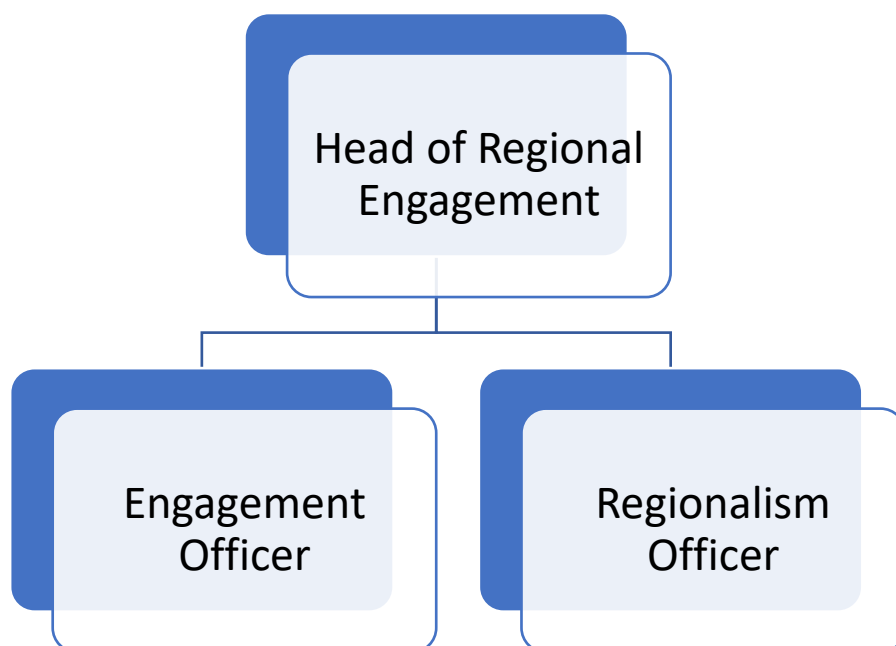 Head of Regional
Engagement
Engagement
Officer
Regionalism
Officer